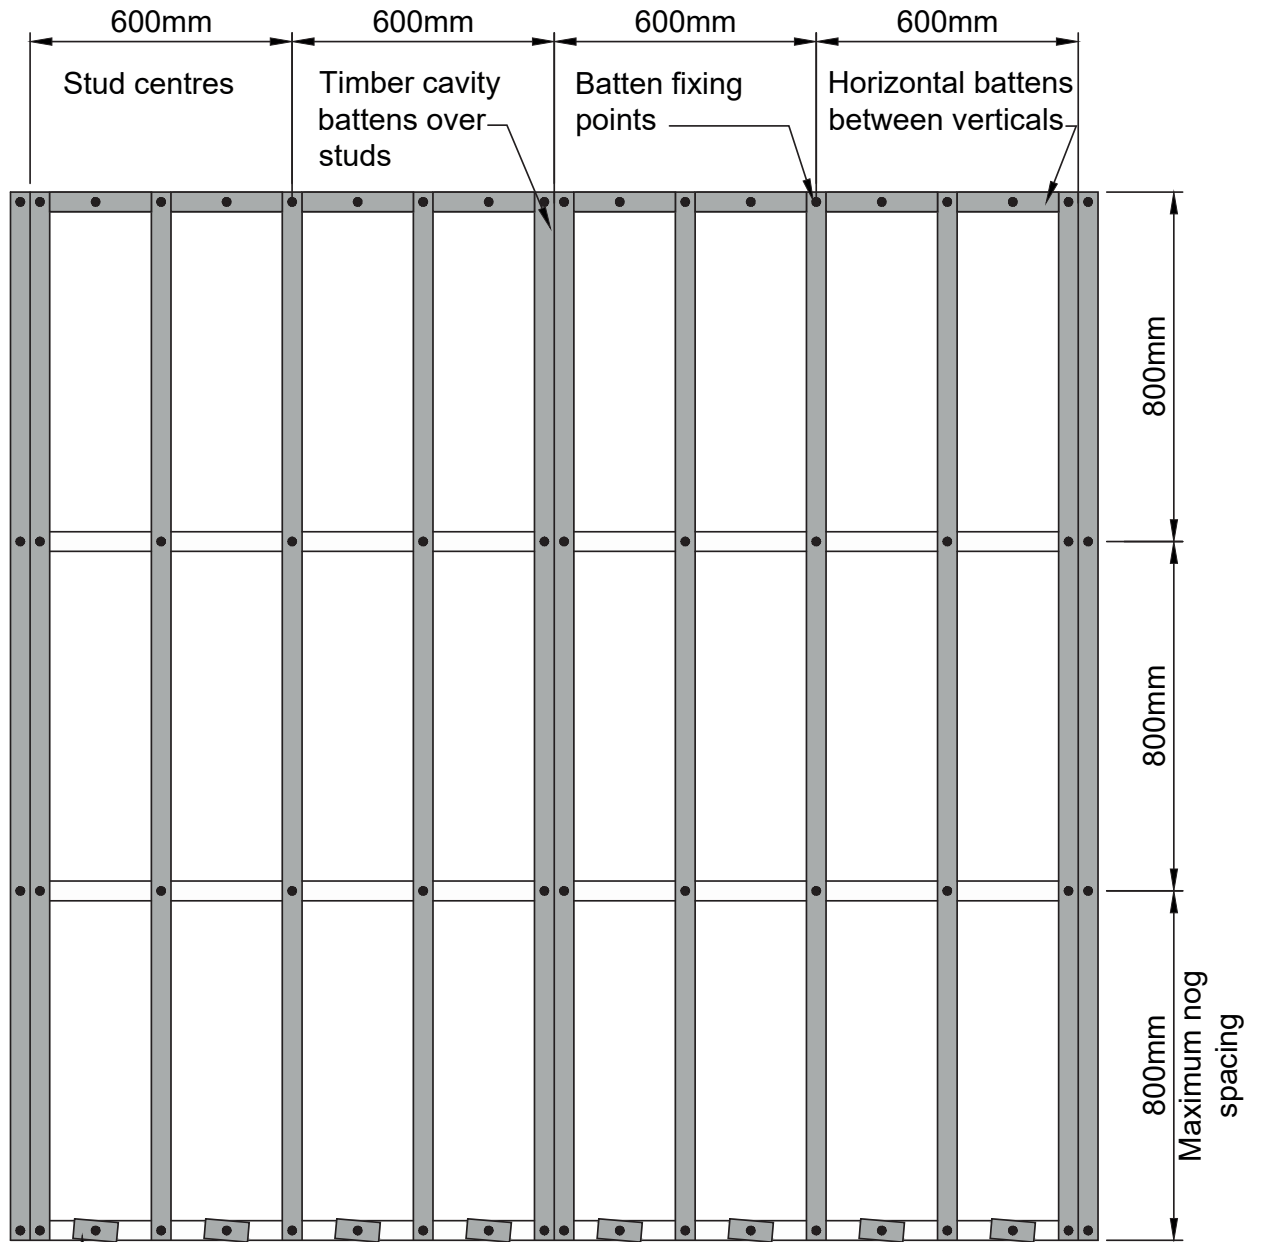 600mm
600mm
600mm
600mm
Stud centres
Timber cavity
battens over
studs
Batten fixing
points
Horizontal battens
between verticals
800mm
800mm
800mm
Maximum nog
spacing